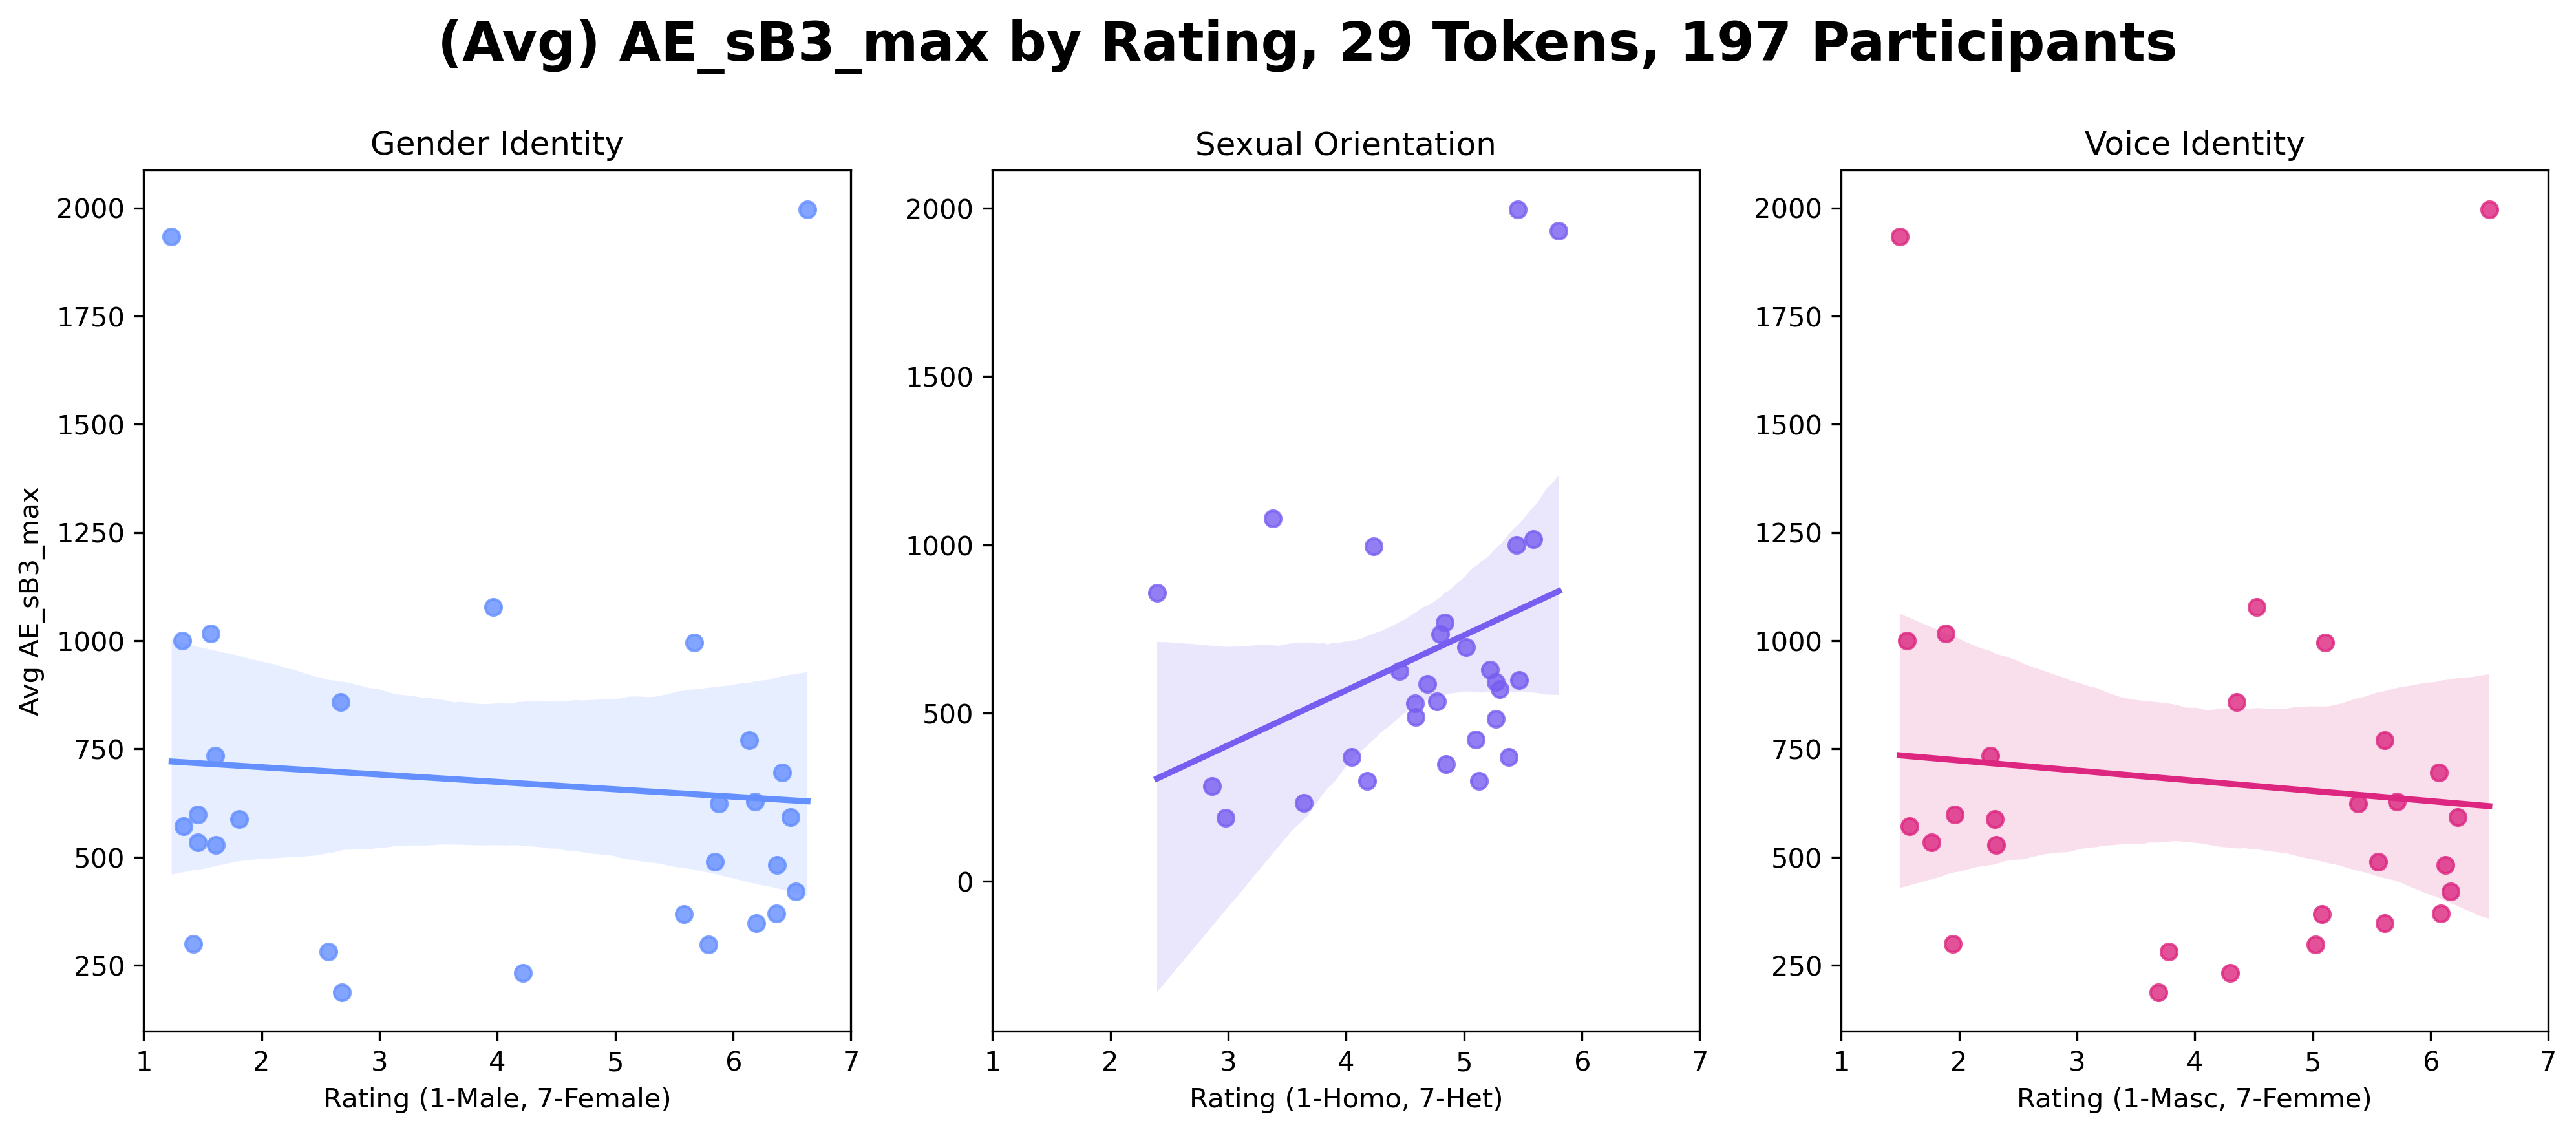 (Avg) AE_sB3_max by Rating, 29 Tokens, 197 Participants
Gender Identity
Sexual Orientation
Voice Identity
Avg AE_sB3_max
2000
1750
1500
1250
1000
750
500
250
1 2 3 4 5 6 7
Rating (1-Male, 7-Female)
2000
1500
1000
500
0
1 2 3 4 5 6 7
Rating (1-Homo, 7-Het)
2000
1750
1500
1250
1000
750
500
250
1 2 3 4 5 6 7
Rating (1-Masc, 7-Femme)